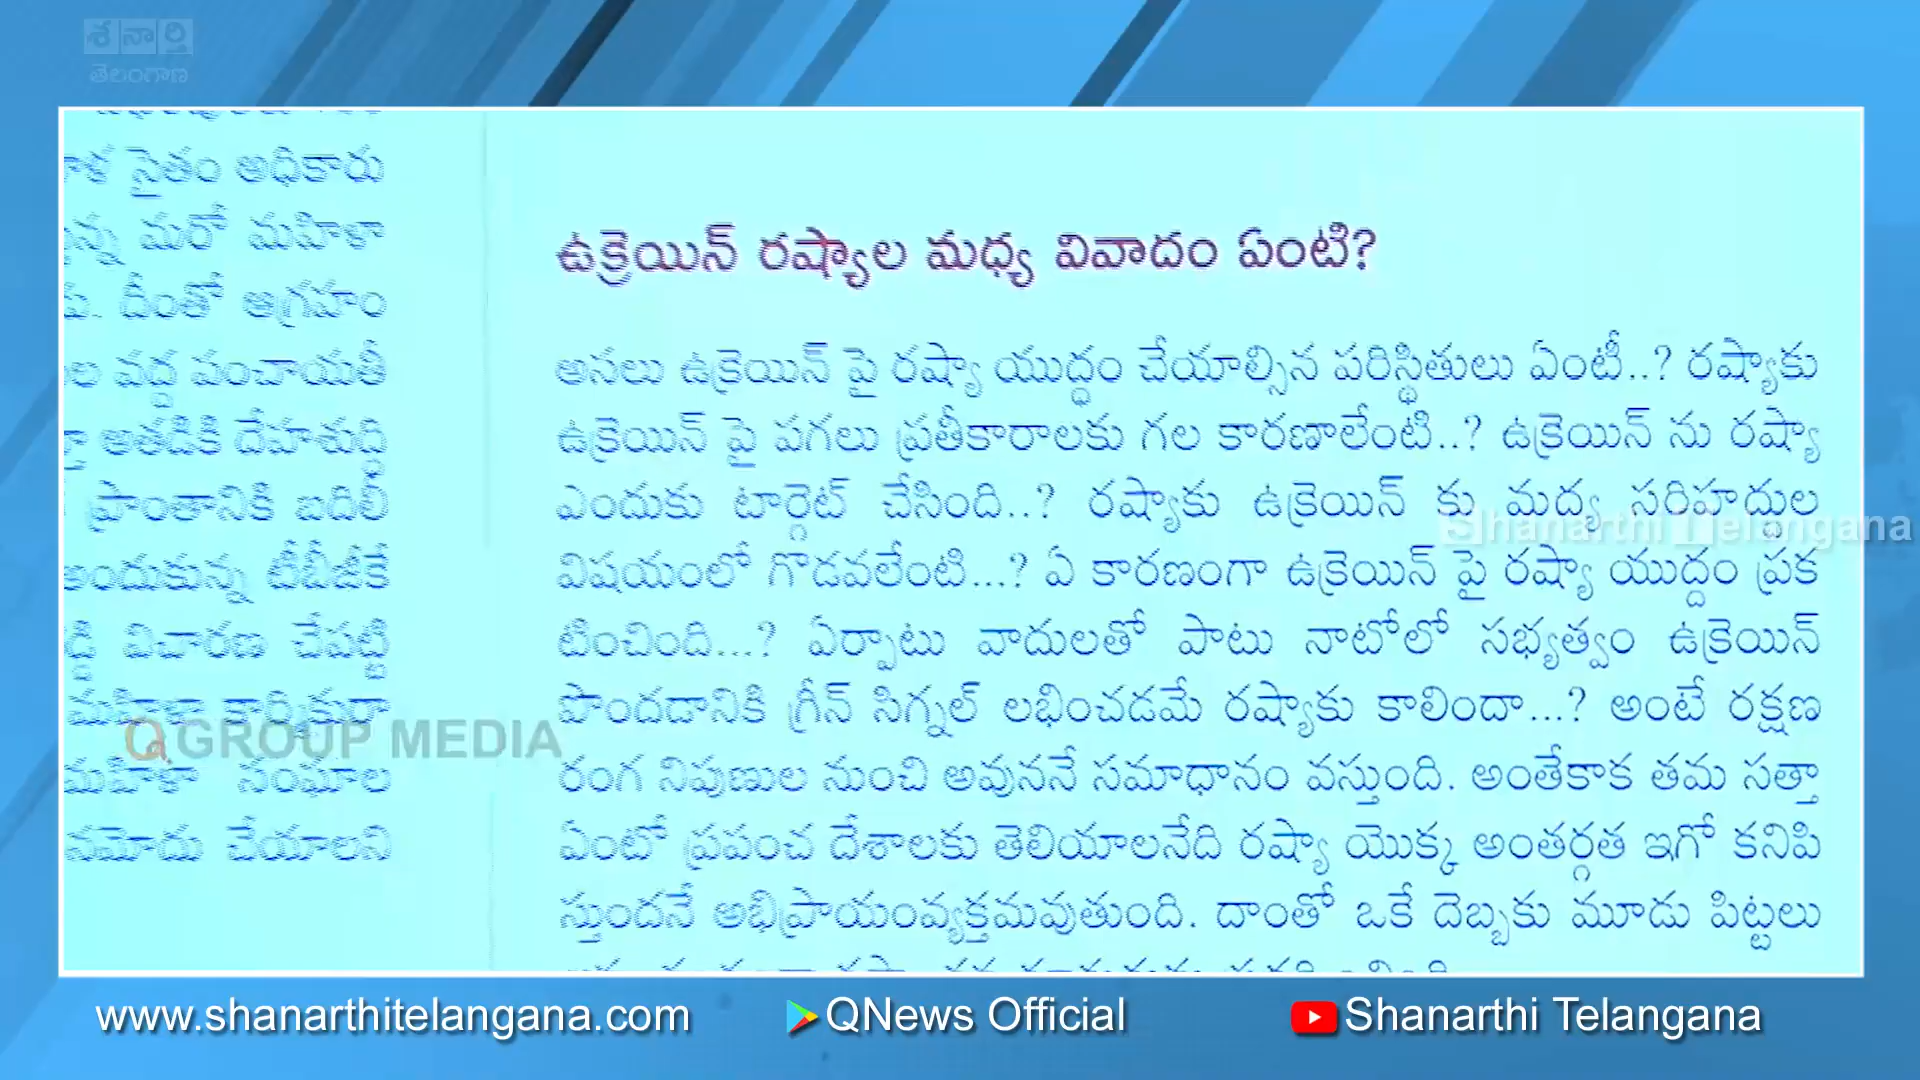 శేనార్తి
తెలంగాణ
సైతం అధికారు
మరో మహిళా
దీంతో ఆగ్రహం
వద్ద పంచాయతీ
అతడికి దేహశుద్ధి
ప్రాంతానికి బదిలీ
అందుకున్న టీబీజీకే
విచారణ చేపట్టి
మహిళా కార్మికురా
మహిళా సంఘాల
నమోదు చేయాలని
ఉక్రెయిన్ రష్యాల మధ్య వివాదం ఏంటి?
అసలు ఉక్రెయిన్ పై రష్యా యుద్ధం చేయాల్సిన పరిస్థితులు ఏంటీ..? రష్యాకు
ఉక్రెయిన్ పై పగలు ప్రతీకారాలకు గల కారణాలేంటి..? ఉక్రెయిన్ ను రష్యా
ఎందుకు టార్గెట్ చేసింది..? రష్యాకు ఉక్రెయిన్ కు మద్య సరిహద్దుల
విషయంలో గొడవలేంటి...? ఏ కారణంగా ఉక్రెయిన్ పై రష్యా యుద్దం ప్రక
టించింది...? ఏర్పాటు వాదులతో పాటు నాటోలో సభ్యత్వం ఉక్రెయిన్
పొందడానికి గ్రీన్ సిగ్నల్ లభించడమే రష్యాకు కాలిందా...? అంటే రక్షణ
రంగ నిపుణుల నుంచి అవుననే సమాధానం వస్తుంది. అంతేకాక తమ సత్తా
ఏంటో ప్రపంచ దేశాలకు తెలియాలనేది రష్యా యొక్క అంతర్గత ఇగో కనిపి
స్తుందనే అభిప్రాయంవ్యక్తమవుతుంది. దాంతో ఒకే దెబ్బకు మూడు పిట్టలు
Shanarthi Telangana
Q GROUP MEDIA
www.shanarthitelangana.com
QNews Official
Shanarthi Telangana